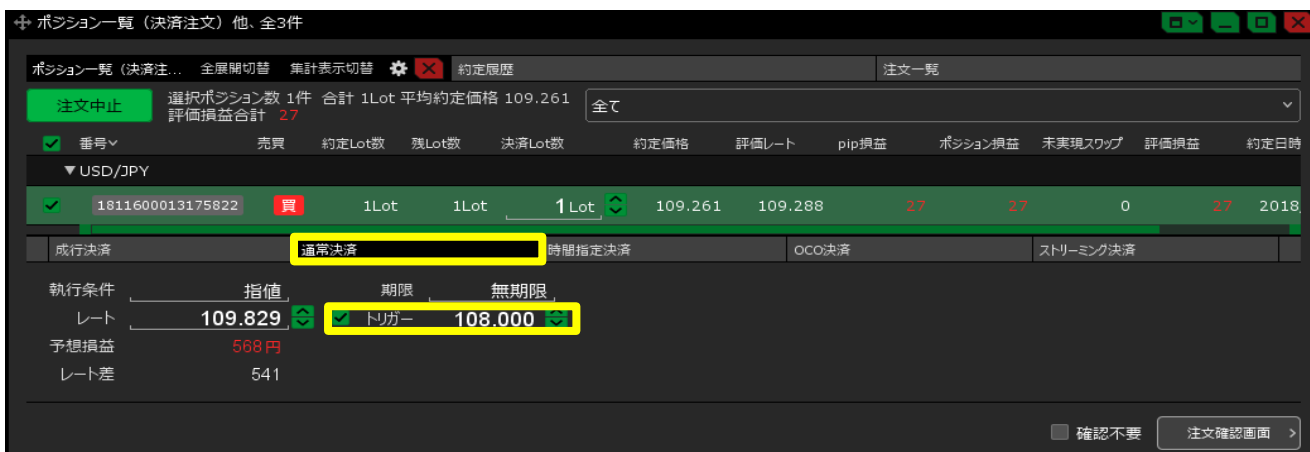 ポジション一覧（決済注文）他、全3件
ポジション一覧（決済注... 全展開切替 集計表示切替 約定履歴 注文一覧
注文中止 選択ポジション数 1件 合計 1Lot 平均約定価格 109.261 全て
評価損益合計 27
番号 売買 約定Lot数 残Lot数 決済Lot数 約定価格 評価レート pip損益 ポジション損益 未実現スワップ 評価損益 約定日時
▼USD/JPY
1811600013175822 買 1Lot 1Lot 1 Lot 109.261 109.288 27 27 0 27 2018
成行決済 通常決済 時間指定決済 OCO決済 ストリーミング決済
執行条件 指値 期限 無期限
レート 109.829 トリガー 108.000
予想損益 568円
レート差 541
確認不要 注文確認画面 >